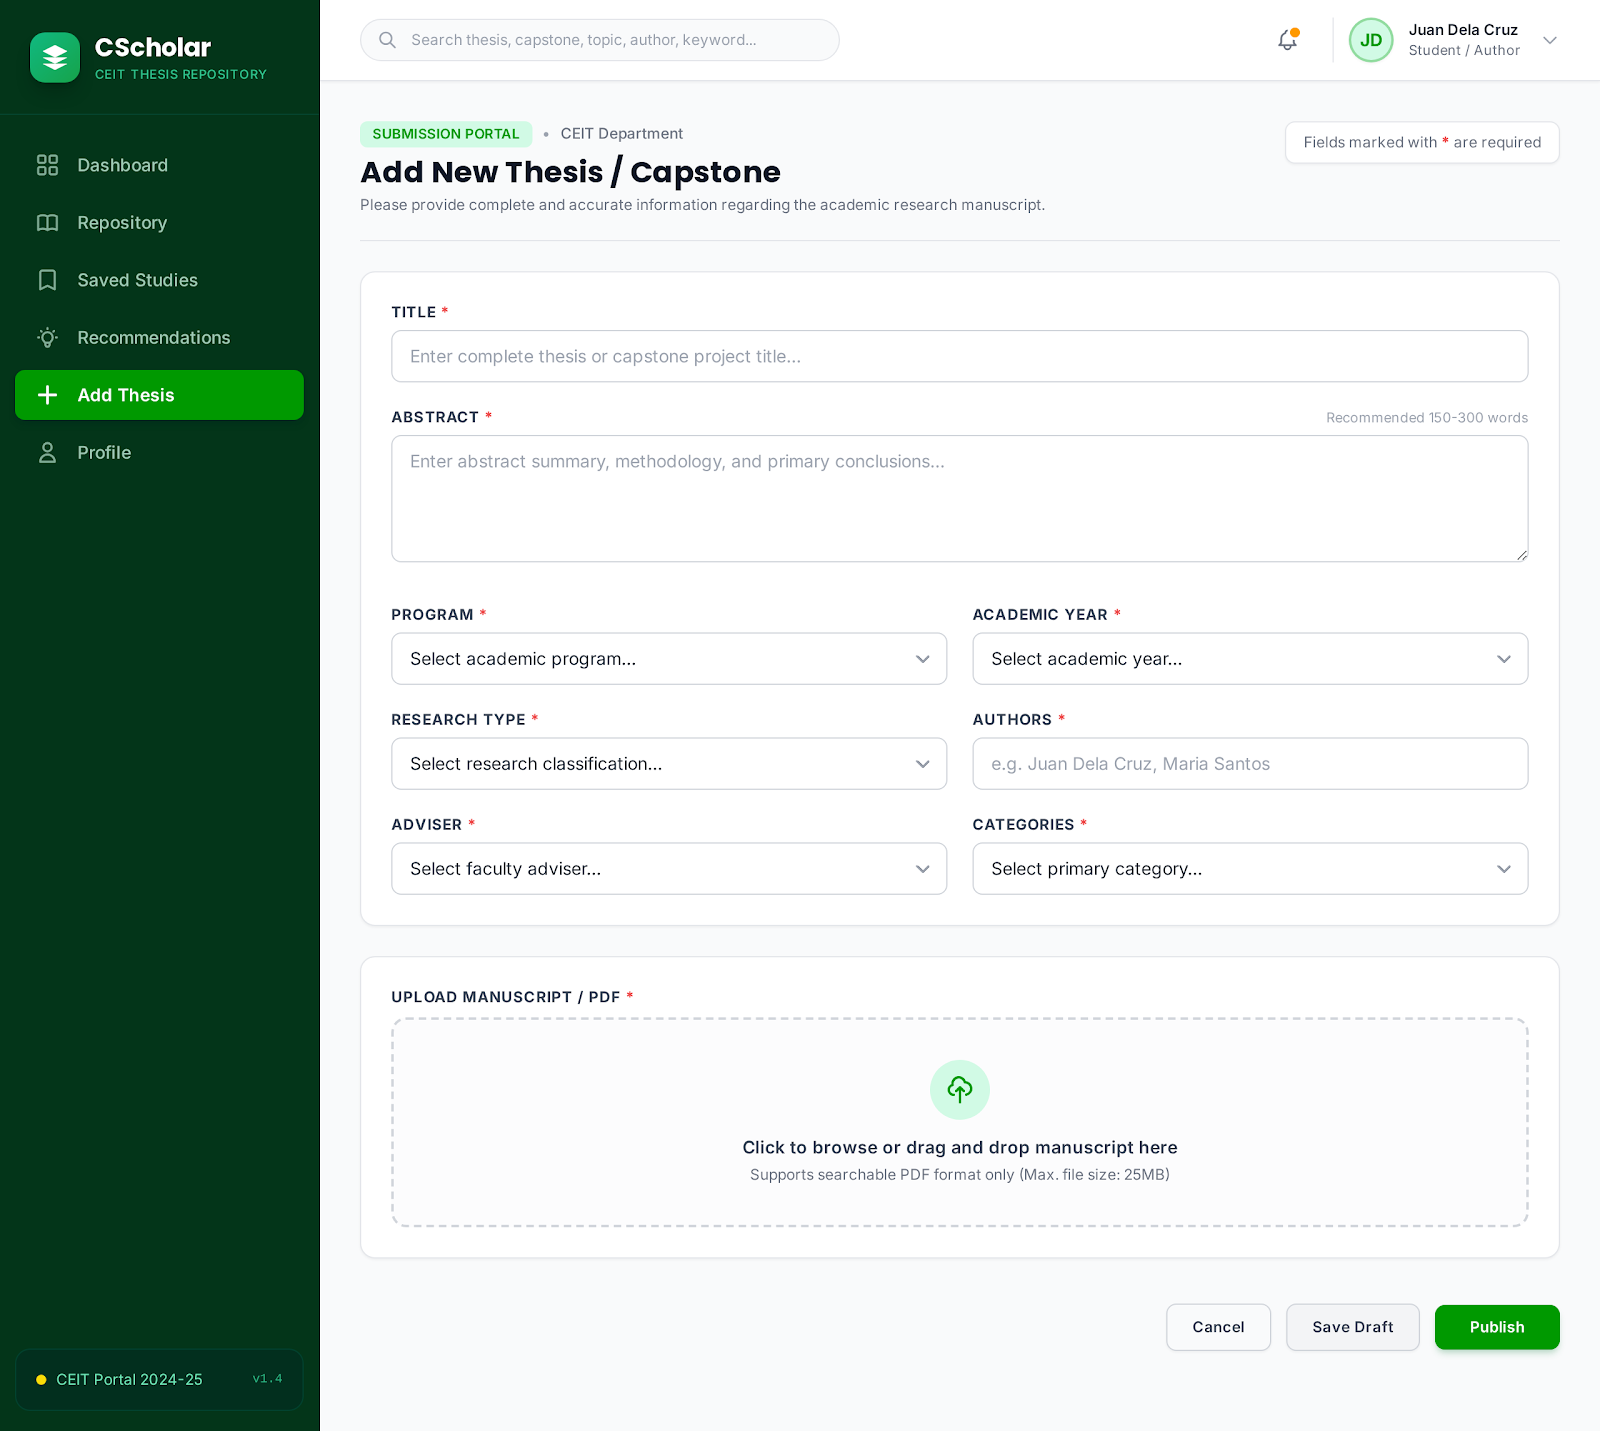 CScholar
CEIT THESIS REPOSITORY
Dashboard
Repository
Saved Studies
Recommendations
Add Thesis
Profile
CEIT Portal 2024-25 v1.4
Search thesis, capstone, topic, author, keyword...
JD
Juan Dela Cruz
Student / Author
SUBMISSION PORTAL • CEIT Department
Add New Thesis / Capstone
Please provide complete and accurate information regarding the academic research manuscript.
Fields marked with * are required
TITLE *
Enter complete thesis or capstone project title...
ABSTRACT *
Recommended 150-300 words
Enter abstract summary, methodology, and primary conclusions...
PROGRAM *
Select academic program...
ACADEMIC YEAR *
Select academic year...
RESEARCH TYPE *
Select research classification...
AUTHORS *
e.g. Juan Dela Cruz, Maria Santos
ADVISER *
Select faculty adviser...
CATEGORIES *
Select primary category...
UPLOAD MANUSCRIPT / PDF *
Click to browse or drag and drop manuscript here
Supports searchable PDF format only (Max. file size: 25MB)
Cancel
Save Draft
Publish